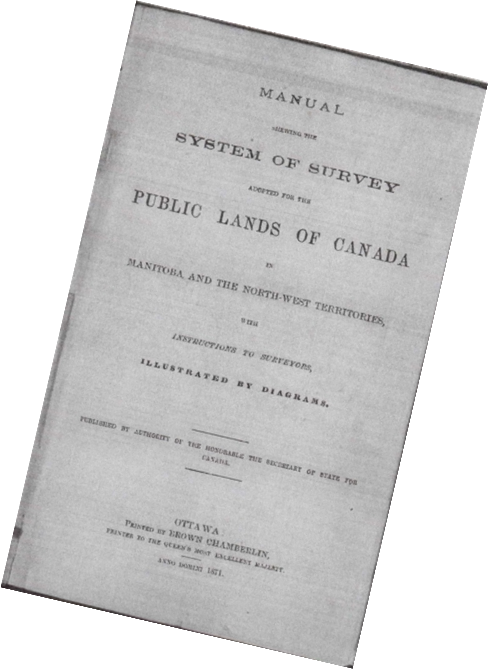 MANUAL
SHEWING THE
SYSTEM OF SURVEY
ADOPTED FOR THE
PUBLIC LANDS OF CANADA
IN
MANITOBA AND THE NORTH-WEST TERRITORIES,
WITH
INSTRUCTIONS TO SURVEYORS,
ILLUSTRATED BY DIAGRAMS.
PUBLISHED BY AUTHORITY OF THE HONORABLE THE SECRETARY OF STATE FOR
CANADA.
OTTAWA
PRINTED BY BROWN CHAMBERLIN,
PRINTER TO THE QUEEN'S MOST EXCELLENT MAJESTY.
ANNO DOMINI 1871.